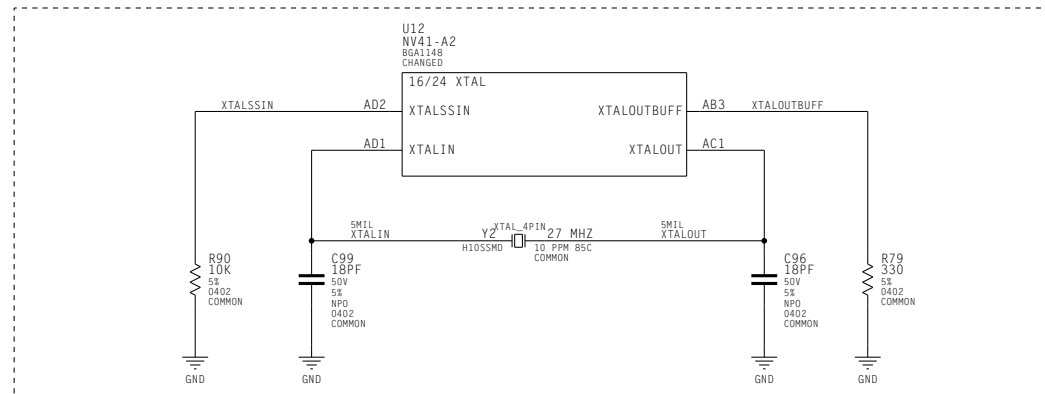 U12
NV41-A2
BGA1148
CHANGED
16/24 XTAL
XTALSSIN
AD2
XTALSSIN
XTALOUTBUFF
AB3
XTALOUTBUFF
AD1
XTALIN
XTALOUT
AC1
5MIL
XTALIN
XTAL_4PIN
Y2
27 MHZ
H10SSMD
10 PPM 85C
COMMON
5MIL
XTALOUT
R90
10K
5%
0402
COMMON
C99
18PF
50V
5%
NPO
0402
COMMON
C96
18PF
50V
5%
NPO
0402
COMMON
R79
330
5%
0402
COMMON
GND
GND
GND
GND